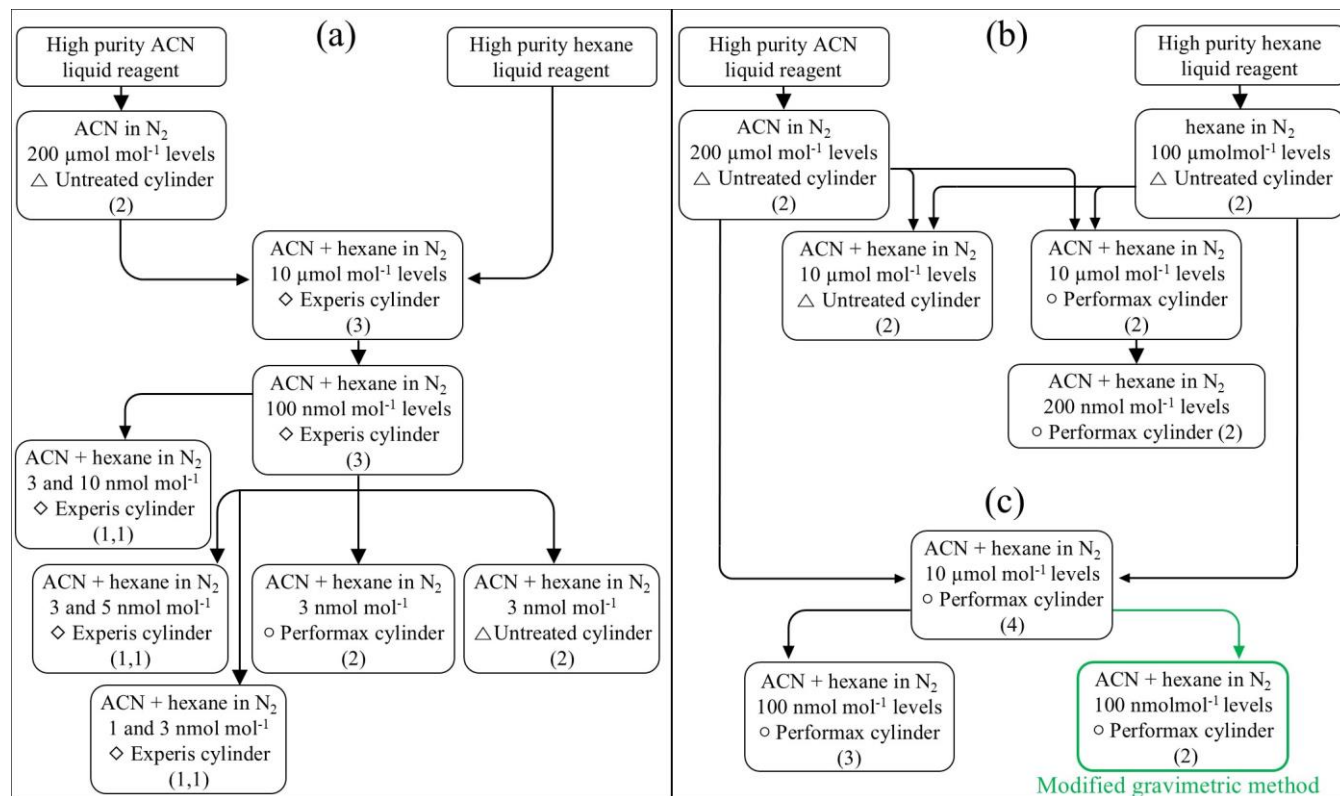 (a)
High purity ACN
liquid reagent
High purity hexane
liquid reagent
ACN in N₂
200 µmol mol⁻¹ levels
△ Untreated cylinder
(2)
ACN + hexane in N₂
10 µmol mol⁻¹ levels
◇ Experis cylinder
(3)
ACN + hexane in N₂
100 nmol mol⁻¹ levels
◇ Experis cylinder
(3)
ACN + hexane in N₂
3 and 10 nmol mol⁻¹
◇ Experis cylinder
(1,1)
ACN + hexane in N₂
3 and 5 nmol mol⁻¹
◇ Experis cylinder
(1,1)
ACN + hexane in N₂
3 nmol mol⁻¹
○ Performax cylinder
(2)
ACN + hexane in N₂
3 nmol mol⁻¹
△ Untreated cylinder
(2)
ACN + hexane in N₂
1 and 3 nmol mol⁻¹
◇ Experis cylinder
(1,1)
(b)
High purity ACN
liquid reagent
High purity hexane
liquid reagent
ACN in N₂
200 µmol mol⁻¹ levels
△ Untreated cylinder
(2)
hexane in N₂
100 µmolmol⁻¹ levels
△ Untreated cylinder
(2)
ACN + hexane in N₂
10 µmol mol⁻¹ levels
△ Untreated cylinder
(2)
ACN + hexane in N₂
10 µmol mol⁻¹ levels
○ Performax cylinder
(2)
ACN + hexane in N₂
200 nmol mol⁻¹ levels
○ Performax cylinder (2)
(c)
ACN + hexane in N₂
10 µmol mol⁻¹ levels
○ Performax cylinder
(4)
ACN + hexane in N₂
100 nmol mol⁻¹ levels
○ Performax cylinder
(3)
ACN + hexane in N₂
100 nmolmol⁻¹ levels
○ Performax cylinder
(2)
Modified gravimetric method